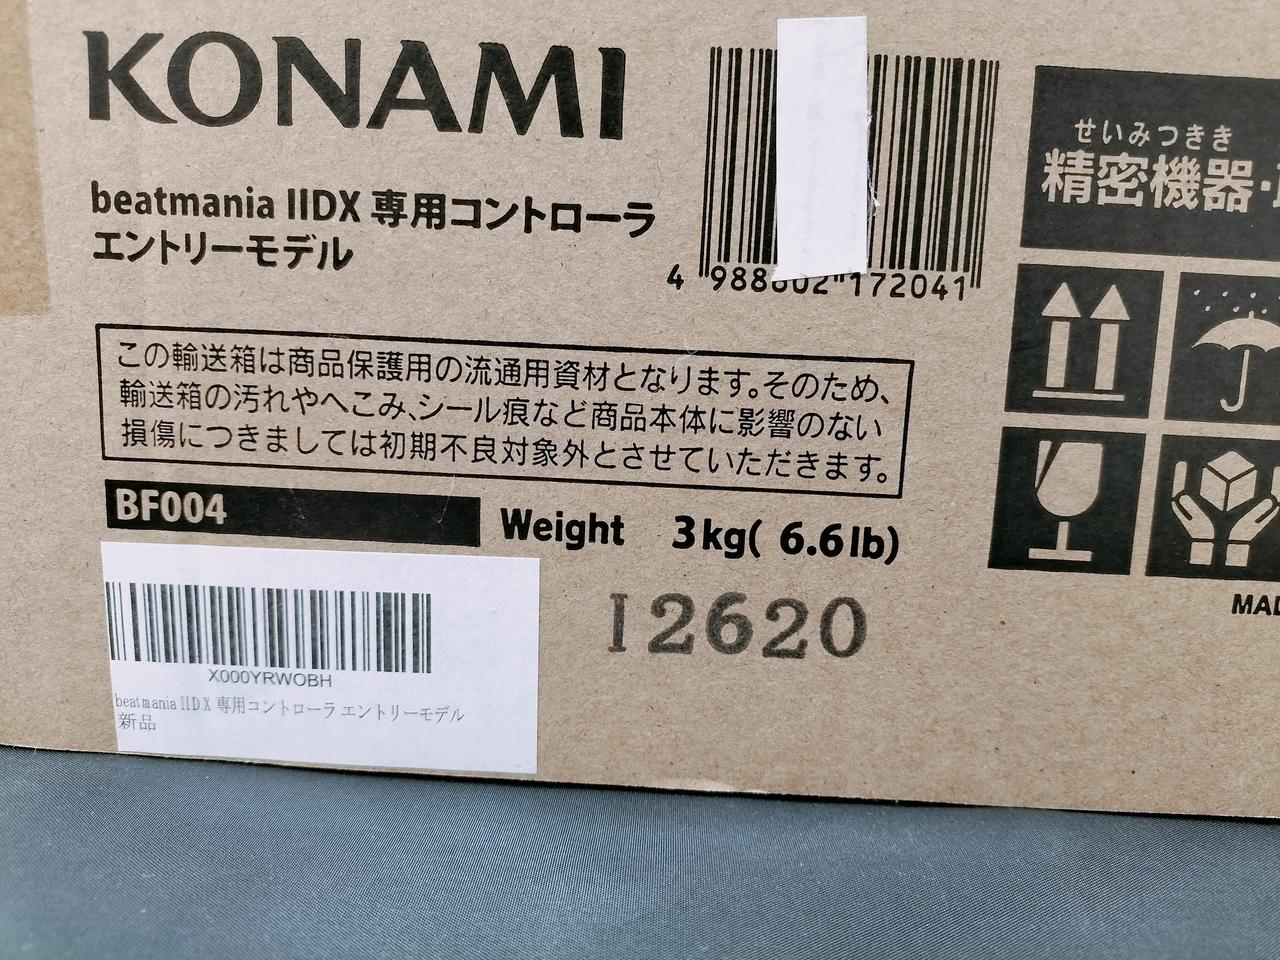 KONAMI
beatmania IIDX 専用コントローラ
エントリーモデル
4 988602 172041
せいみつきき
精密機器・
この輸送箱は商品保護用の流通用資材となります。そのため、
輸送箱の汚れやへこみ、シール痕など商品本体に影響のない
損傷につきましては初期不良対象外とさせていただきます。
BF004
Weight 3kg( 6.6lb)
12620
X000YRWOBH
beatmania IIDX 専用コントローラ エントリーモデル
新品